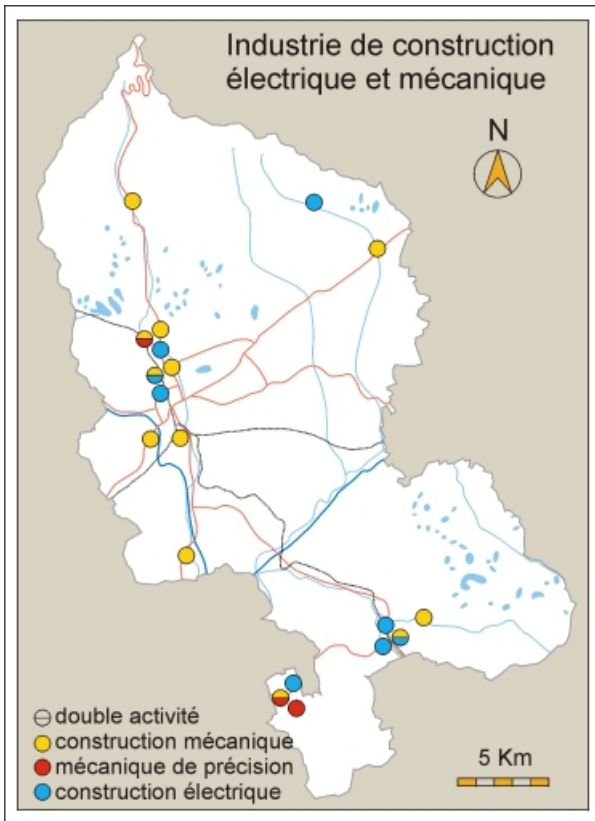 Industrie de construction
électrique et mécanique
N
double activité
construction mécanique
mécanique de précision
construction électrique
5 Km